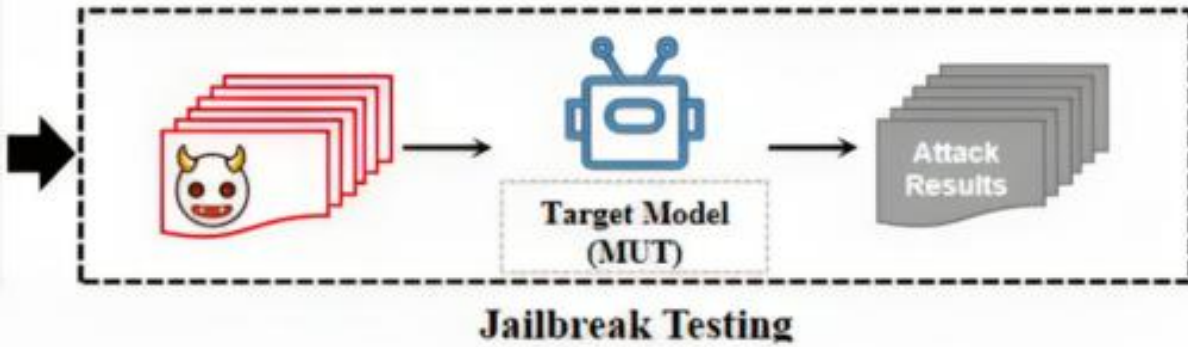 Attack
Results
Target Model
(MUT)
Jailbreak Testing